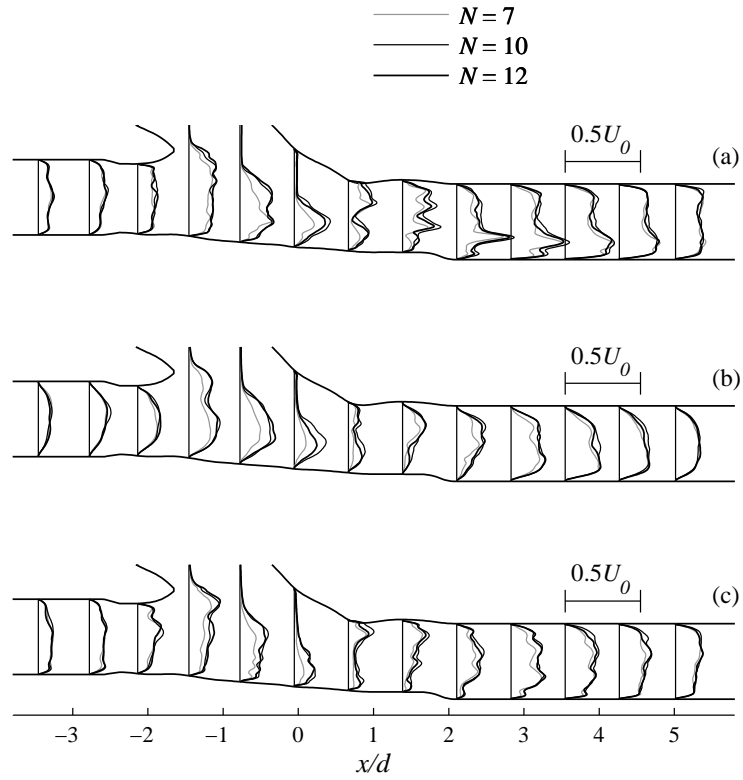 N = 7
N = 10
N = 12
0.5U0
(a)
0.5U0
(b)
0.5U0
(c)
−3 −2 −1 0 1 2 3 4 5
x/d